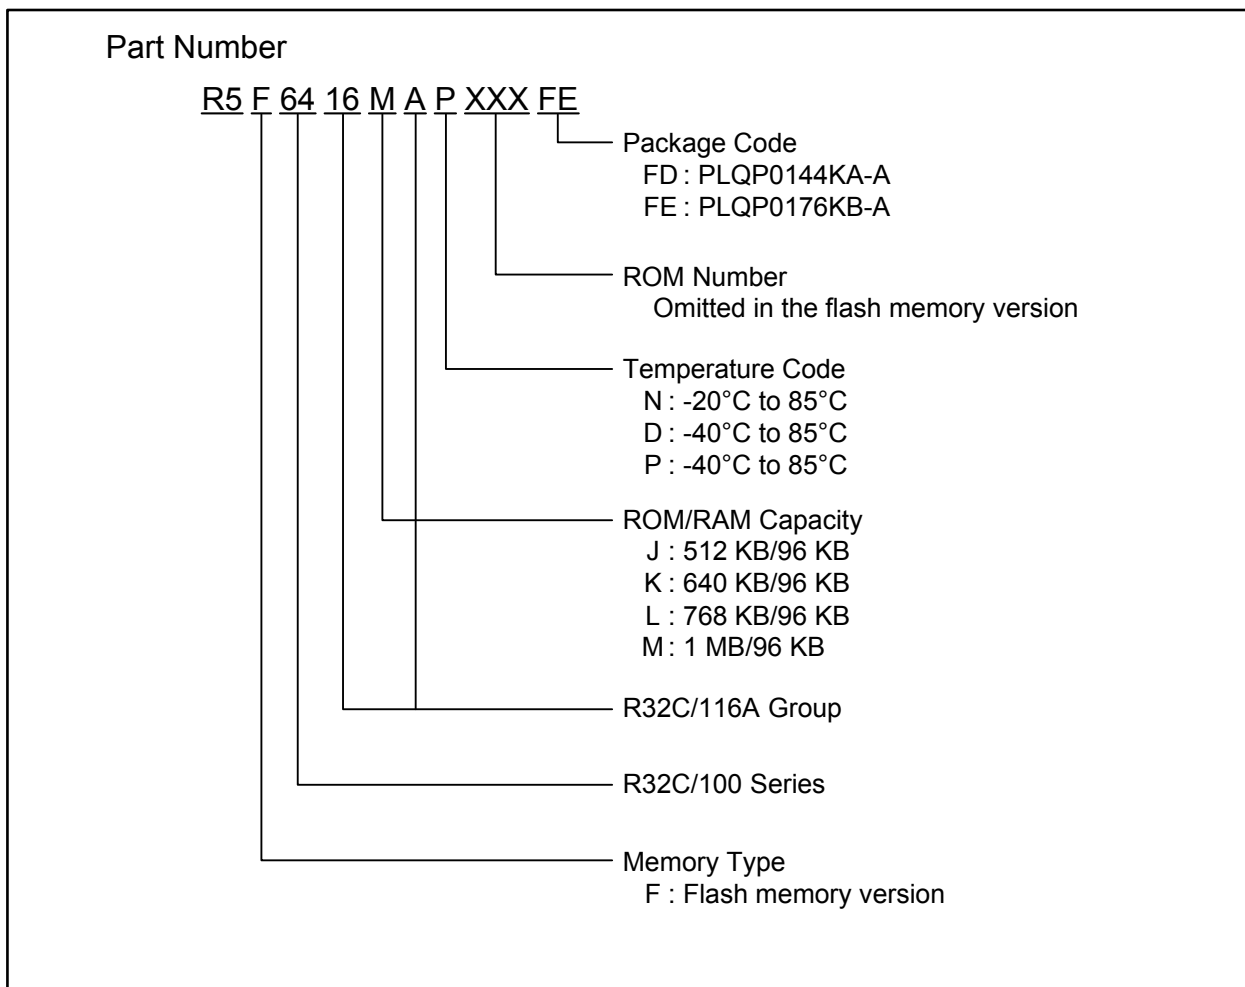 Part Number
R5 F 64 16 M A P XXX FE
Package Code
FD : PLQP0144KA-A
FE : PLQP0176KB-A
ROM Number
Omitted in the flash memory version
Temperature Code
N : -20°C to 85°C
D : -40°C to 85°C
P : -40°C to 85°C
ROM/RAM Capacity
J : 512 KB/96 KB
K : 640 KB/96 KB
L : 768 KB/96 KB
M : 1 MB/96 KB
R32C/116A Group
R32C/100 Series
Memory Type
F : Flash memory version